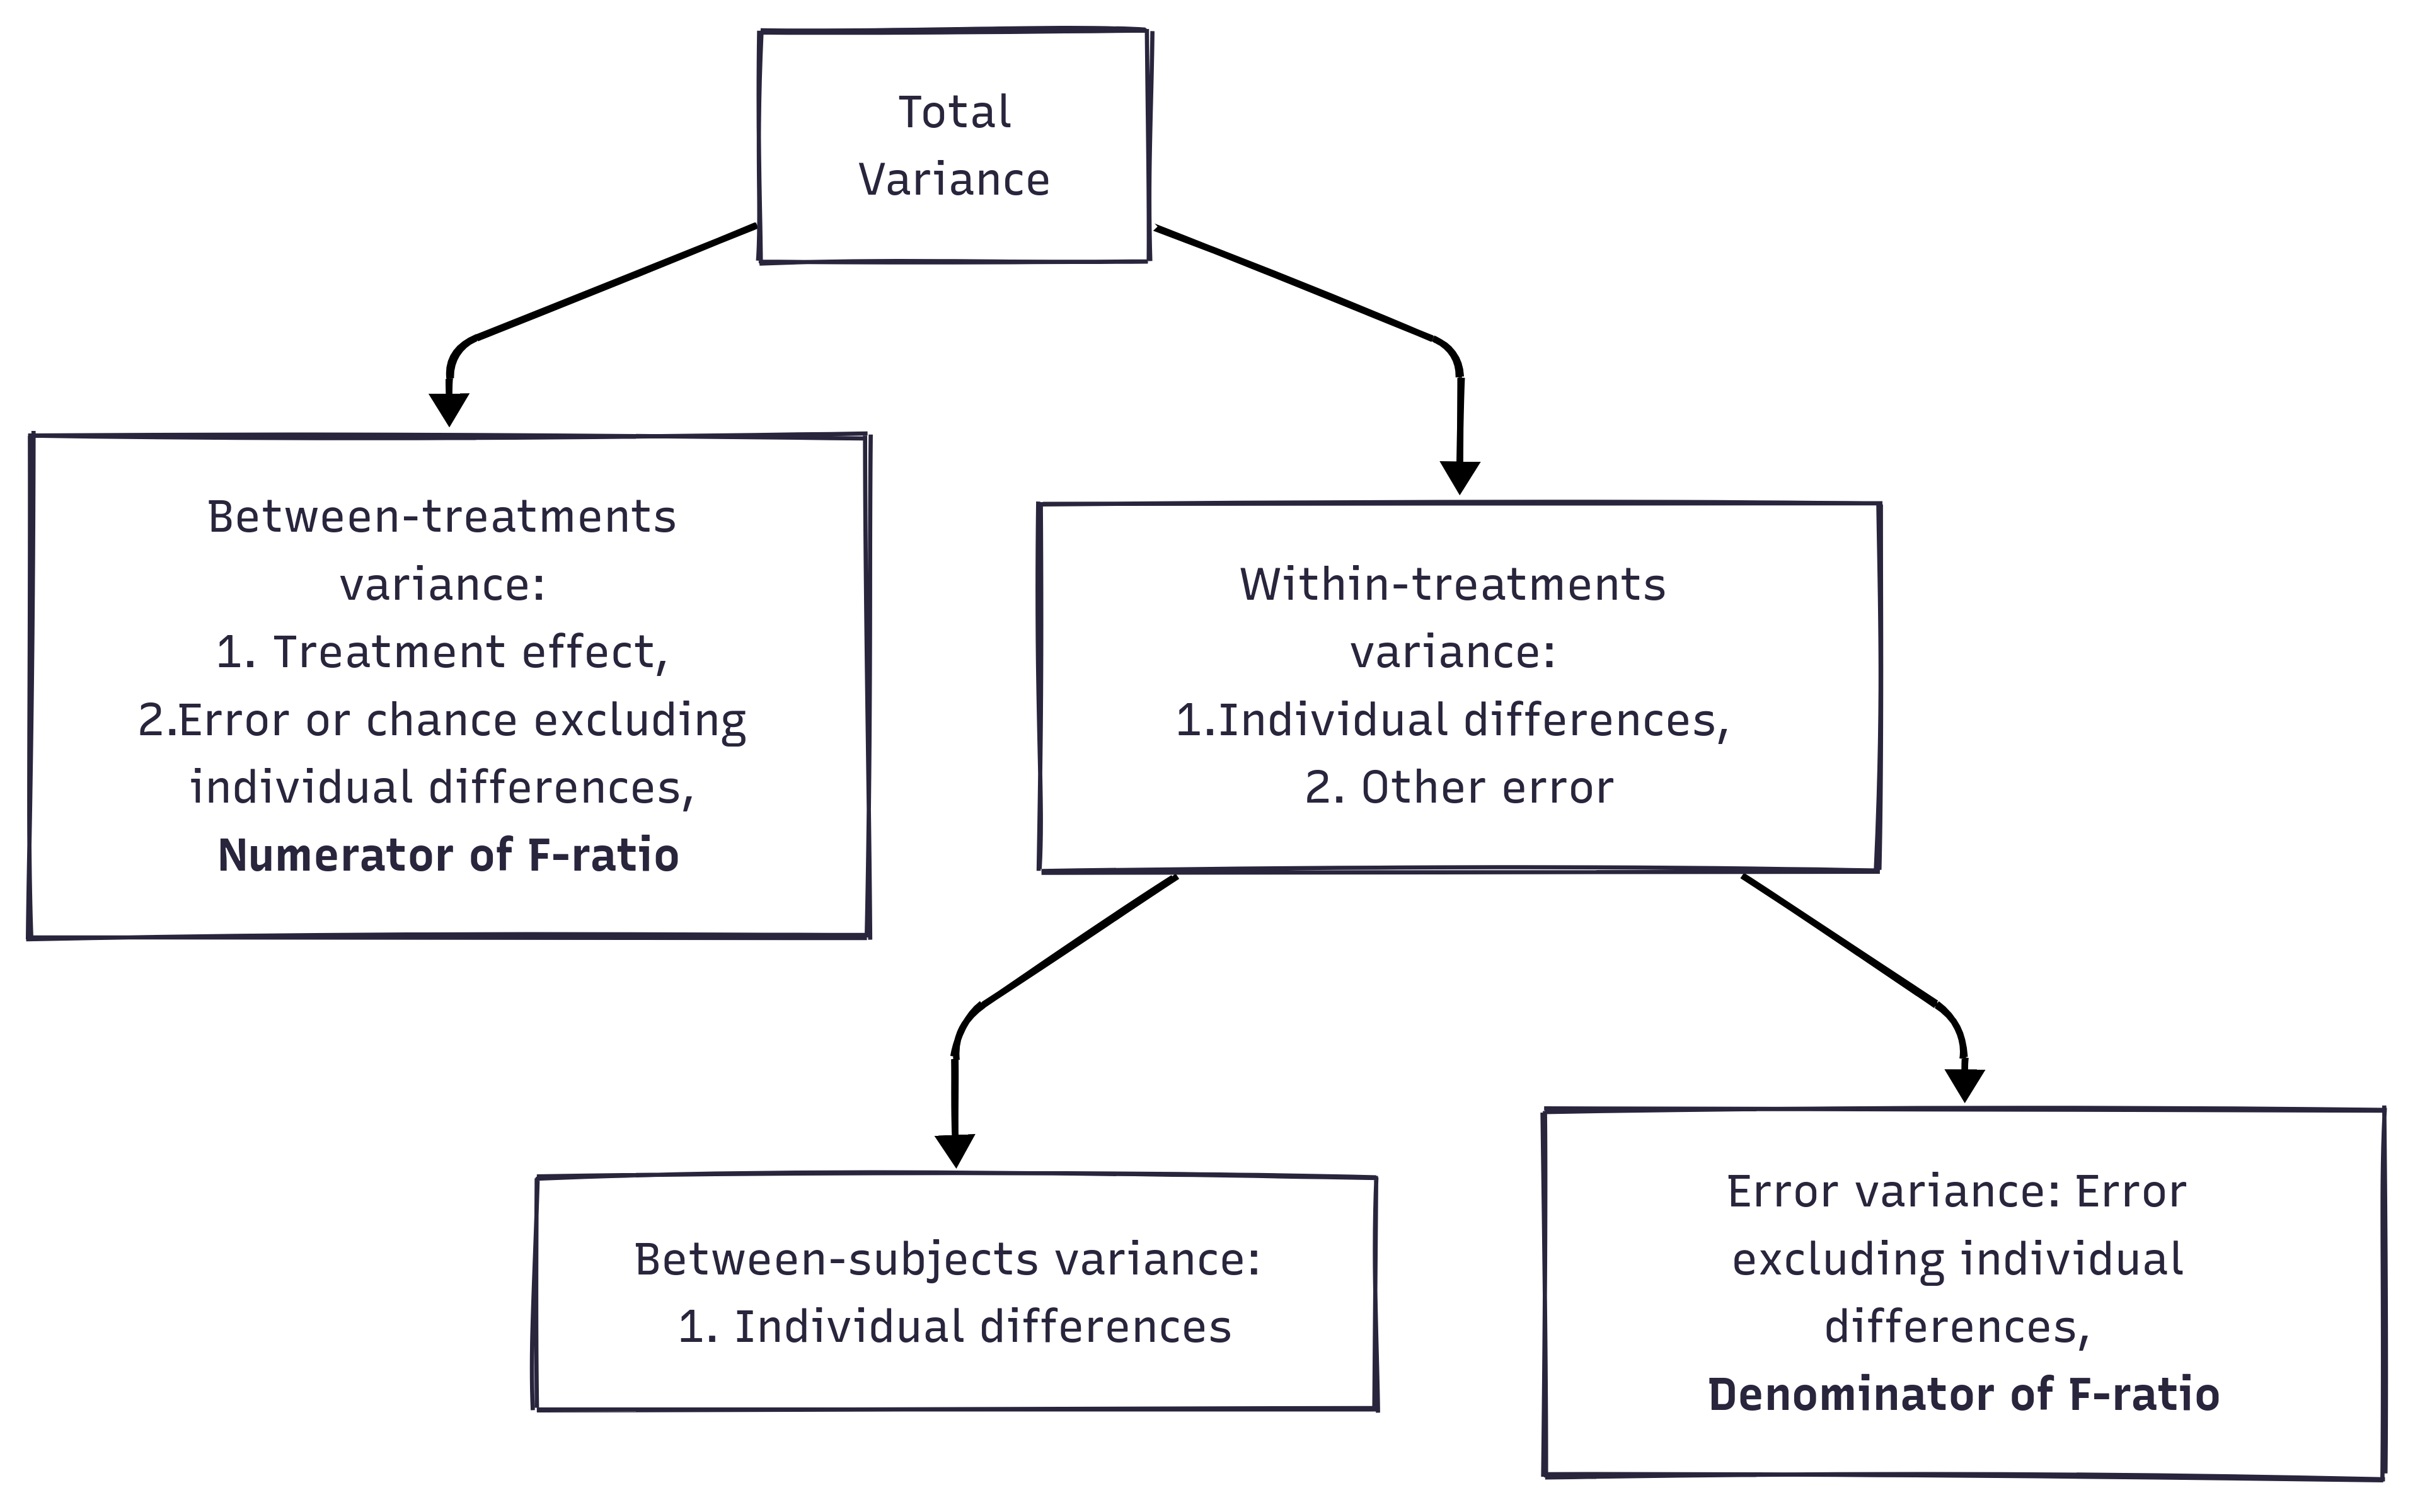 Total
Variance
Between-treatments
variance:
1. Treatment effect,
2.Error or chance excluding
individual differences,
Numerator of F-ratio
Within-treatments
variance:
1.Individual differences,
2. Other error
Between-subjects variance:
1. Individual differences
Error variance: Error
excluding individual
differences,
Denominator of F-ratio